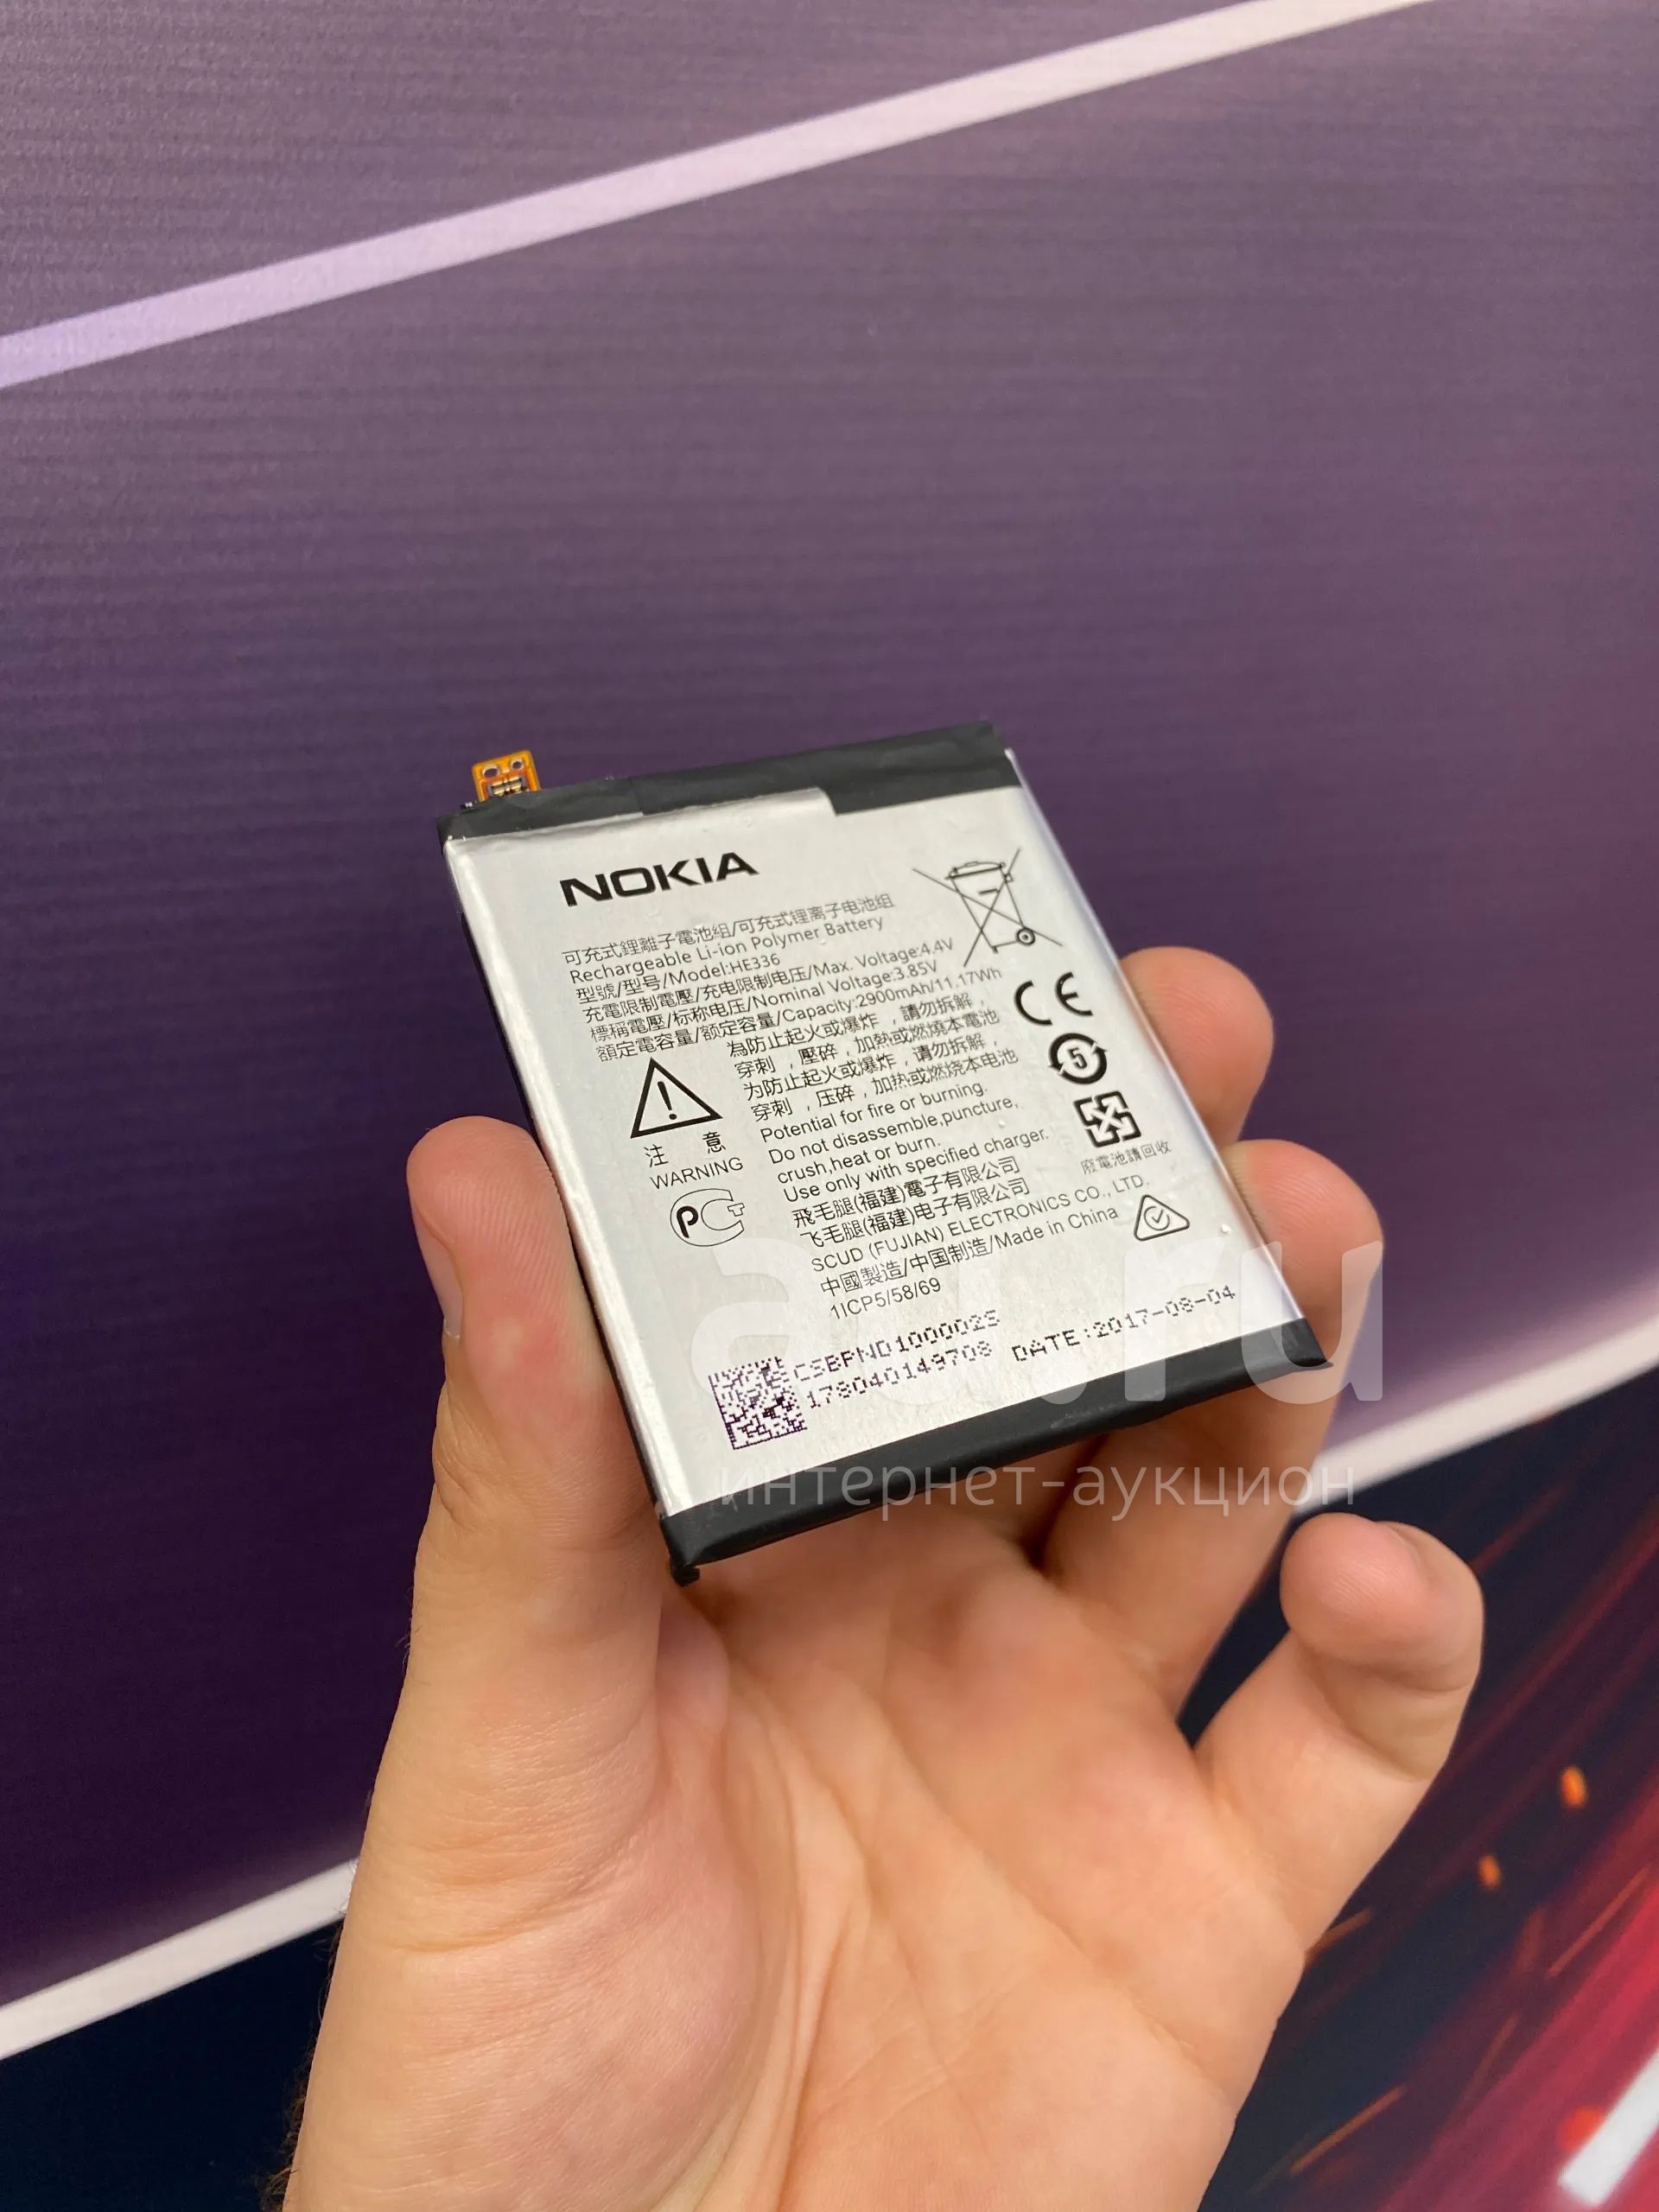 NOKIA
可充式鋰離子電池組/可充式锂离子电池组
Rechargeable Li-ion Polymer Battery
型號/型号/Model:HE336
充電限制電壓/充电限制电压/Max. Voltage:4.4V
標稱電壓/标称电压/Nominal Voltage:3.85V
額定電容量/额定容量/Capacity:2900mAh/11.17Wh
為防止起火或爆炸，請勿拆解，
穿刺，壓碎，加熱或燃燒本電池
为防止起火或爆炸，请勿拆解，
穿刺，压碎，加热或燃烧本电池
注 意
WARNING
Potential for fire or burning.
Do not disassemble,puncture,
crush,heat or burn.
Use only with specified charger.
飛毛腿(福建)電子有限公司
飞毛腿(福建)电子有限公司
SCUD (FUJIAN) ELECTRONICS CO., LTD.
中國製造/中国制造/Made in China
1ICP5/58/69
CE
5
廢電池請回收
PCT
CSBPND100002S
178040149708 DATE:2017-08-04
au.ru
интернет-аукцион